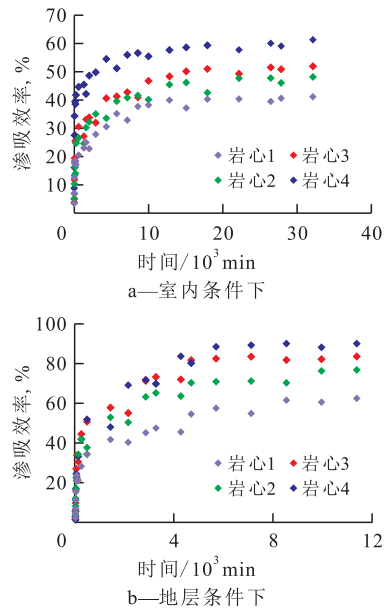 70
60
50
40
30
20
10
渗吸效率, %
岩心1 岩心3
岩心2 岩心4
0 10 20 30 40
时间/10³min
a—室内条件下
100
80
60
40
20
渗吸效率, %
岩心1 岩心3
岩心2 岩心4
0 4 8 12
时间/10³min
b—地层条件下